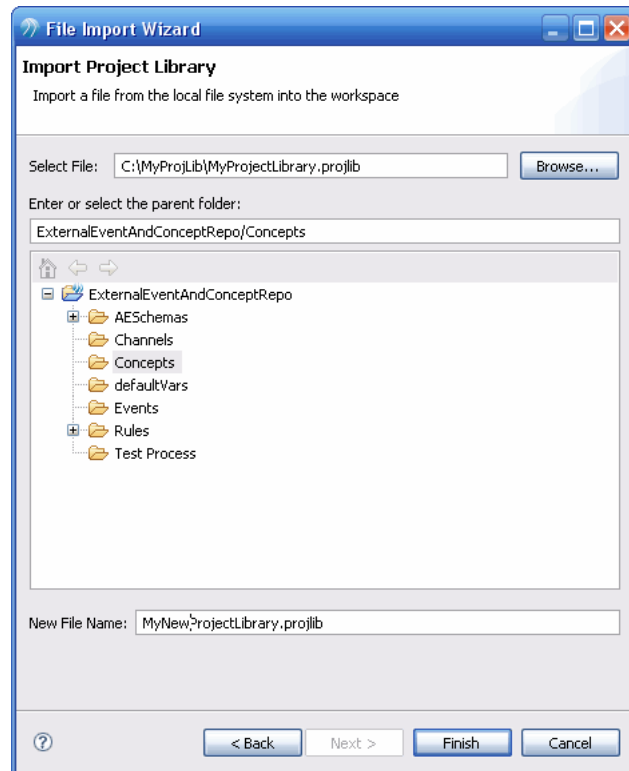 File Import Wizard
Import Project Library
Import a file from the local file system into the workspace
Select File: C:\MyProjLib\MyProjectLibrary.projlib Browse...
Enter or select the parent folder:
ExternalEventAndConceptRepo/Concepts
ExternalEventAndConceptRepo
AESchemas
Channels
Concepts
defaultVars
Events
Rules
Test Process
New File Name: MyNewProjectLibrary.projlib
? < Back Next > Finish Cancel